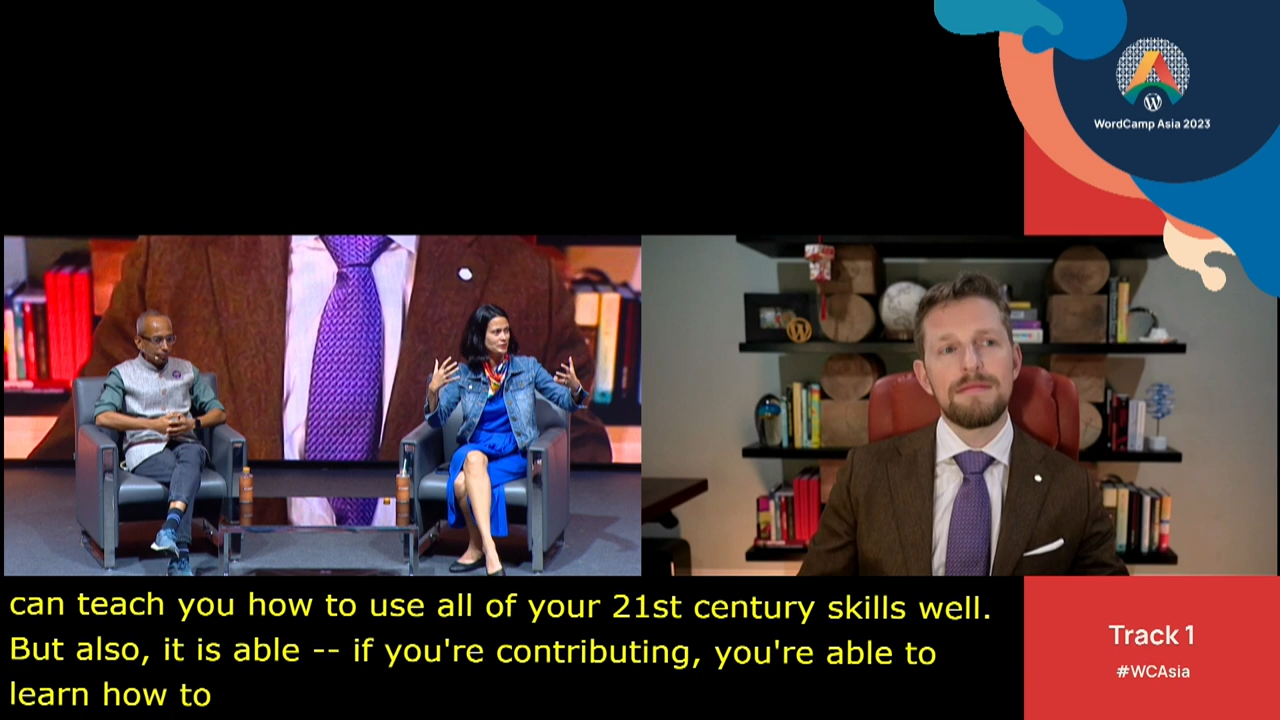 WordCamp Asia 2023
can teach you how to use all of your 21st century skills well.
But also, it is able -- if you're contributing, you're able to
learn how to
Track 1
#WCAsia